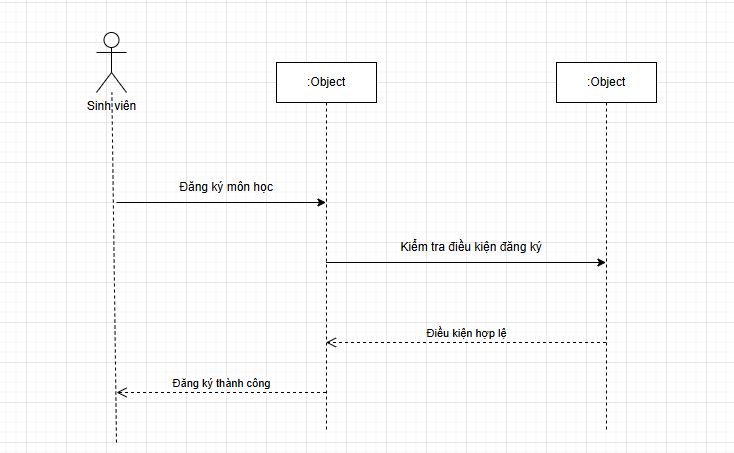 Sinh viên
:Object
:Object
Đăng ký môn học
Kiểm tra điều kiện đăng ký
Điều kiện hợp lệ
Đăng ký thành công